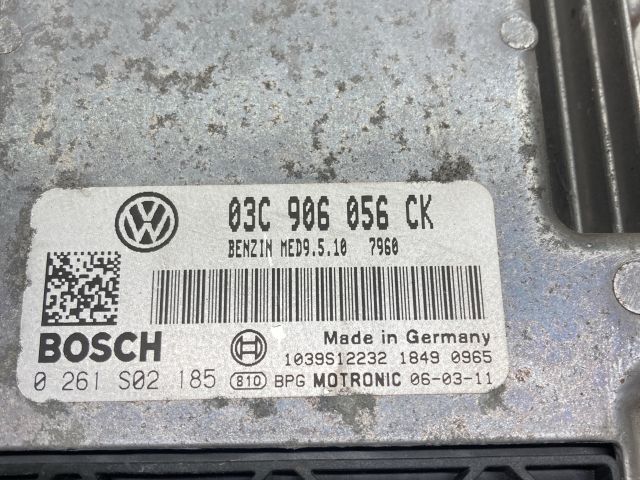 03C 906 056 CK
BENZIN MED9.5.10 7960
BOSCH
Made in Germany
1039S12232 1849 0965
0 261 S02 185 810 BPG MOTRONIC 06-03-11